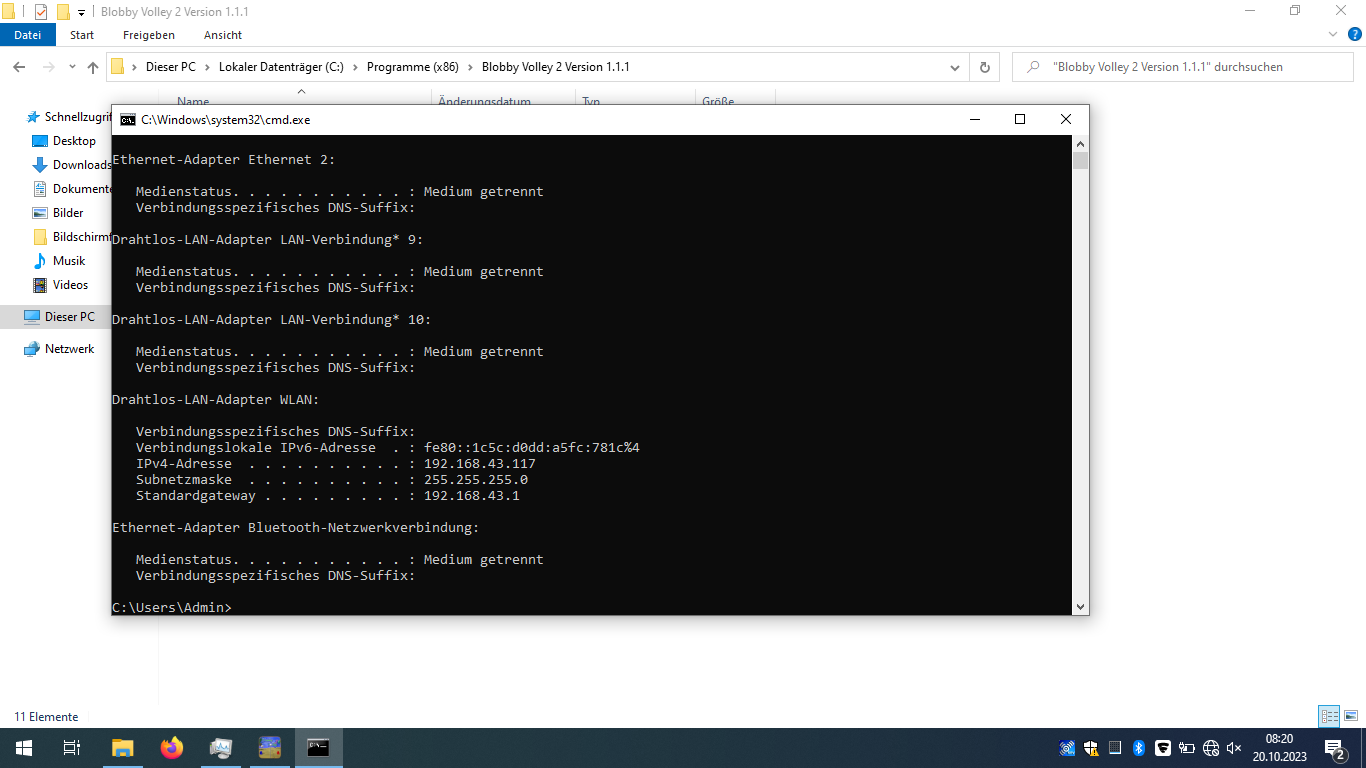 Blobby Volley 2 Version 1.1.1
Datei Start Freigeben Ansicht
Dieser PC Lokaler Datenträger (C:) Programme (x86) Blobby Volley 2 Version 1.1.1
"Blobby Volley 2 Version 1.1.1" durchsuchen
Name Änderungsdatum Typ Größe
Schnellzugrif
Desktop
Downloads
Dokumente
Bilder
Bildschirmf
Musik
Videos
Dieser PC
Netzwerk
C:\Windows\system32\cmd.exe
Ethernet-Adapter Ethernet 2:
Medienstatus. . . . . . . . . . . : Medium getrennt
Verbindungsspezifisches DNS-Suffix:
Drahtlos-LAN-Adapter LAN-Verbindung* 9:
Medienstatus. . . . . . . . . . . : Medium getrennt
Verbindungsspezifisches DNS-Suffix:
Drahtlos-LAN-Adapter LAN-Verbindung* 10:
Medienstatus. . . . . . . . . . . : Medium getrennt
Verbindungsspezifisches DNS-Suffix:
Drahtlos-LAN-Adapter WLAN:
Verbindungsspezifisches DNS-Suffix:
Verbindungslokale IPv6-Adresse  . : fe80::1c5c:d0dd:a5fc:781c%4
IPv4-Adresse  . . . . . . . . . . : 192.168.43.117
Subnetzmaske  . . . . . . . . . . : 255.255.255.0
Standardgateway . . . . . . . . . : 192.168.43.1
Ethernet-Adapter Bluetooth-Netzwerkverbindung:
Medienstatus. . . . . . . . . . . : Medium getrennt
Verbindungsspezifisches DNS-Suffix:
C:\Users\Admin>
11 Elemente
08:20
20.10.2023
2